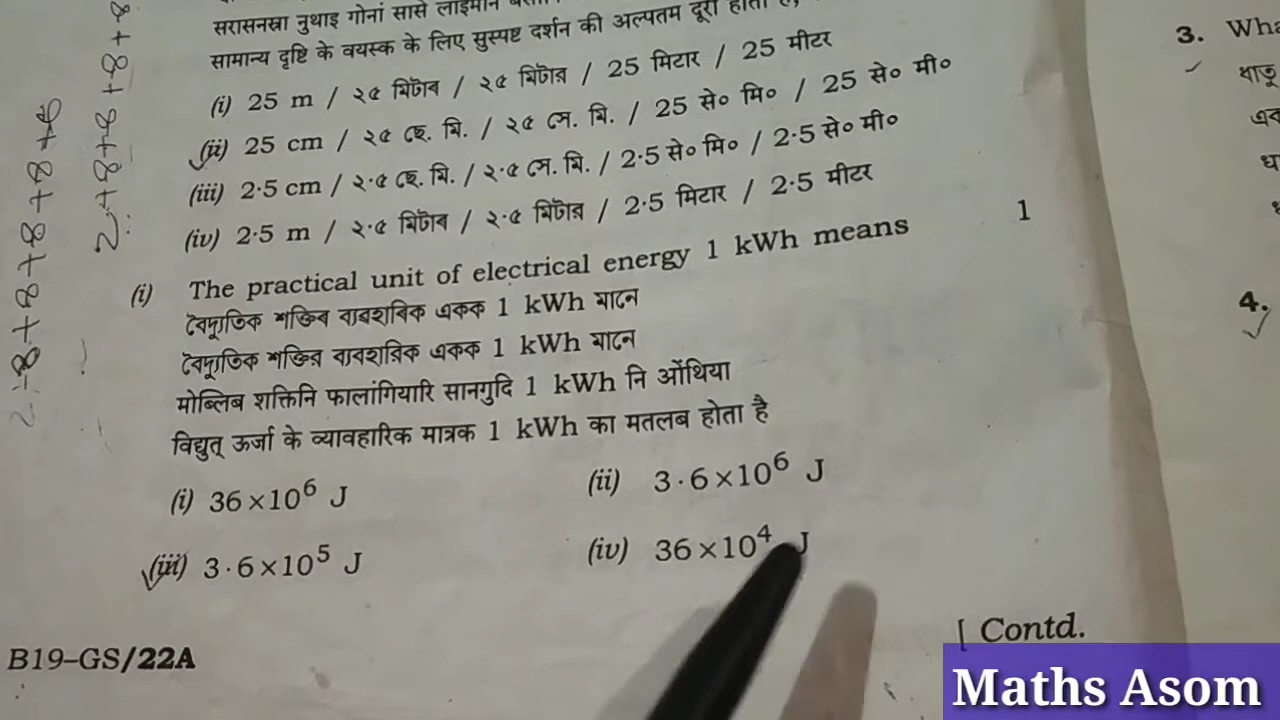 सरासनस्रा नुथाइ गोनां सासे लाइमोन
सामान्य दृष्टि के वयस्क के लिए सुस्पष्ट दर्शन की अल्पतम दूरी होती है,
(i) 25 m / ২৫ মিটাৰ / ২৫ মিটার / 25 मिटार / 25 मीटर
(ii) 25 cm / ২৫ ছে. মি. / ২৫ সে. মি. / 25 से० मि० / 25 से० मी०
(iii) 2·5 cm / ২·৫ ছে. মি. / ২·৫ সে. মি. / 2·5 से० मि० / 2·5 से० मी०
(iv) 2·5 m / ২·৫ মিটাৰ / ২·৫ মিটার / 2·5 मिटार / 2·5 मीटर
(i) The practical unit of electrical energy 1 kWh means 1
বৈদ্যুতিক শক্তিৰ ব্যৱহাৰিক একক 1 kWh মানে
বৈদ্যুতিক শক্তির ব্যবহারিক একক 1 kWh মানে
मोब्लिब शक्तिनि फालांगियारि सानगुदि 1 kWh नि ओंथिया
विद्युत् ऊर्जा के व्यावहारिक मात्रक 1 kWh का मतलब होता है
(i) 36×10⁶ J (ii) 3·6×10⁶ J
(iii) 3·6×10⁵ J (iv) 36×10⁴ J
B19–GS/22A
[ Contd.
3.
धातु
4.
Maths Asom